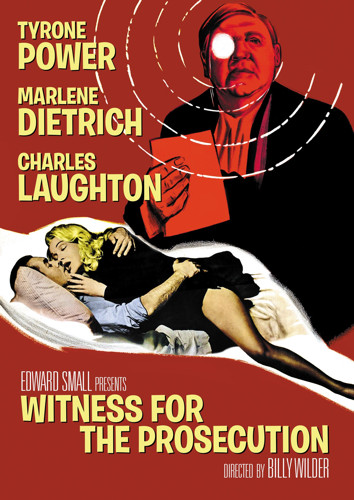 TYRONE
POWER
MARLENE
DIETRICH
CHARLES
LAUGHTON
EDWARD SMALL PRESENTS
WITNESS FOR
THE PROSECUTION
DIRECTED BY BILLY WILDER